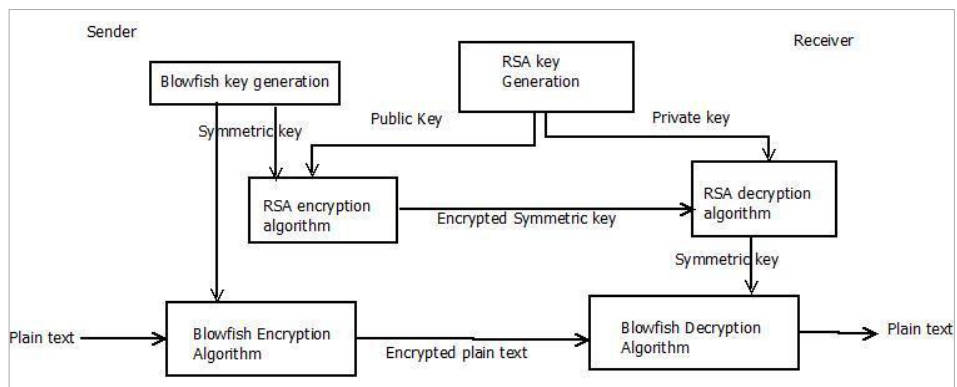 Sender
Receiver
Blowfish key generation
RSA key
Generation
Public Key
Private key
Symmetric key
RSA encryption
algorithm
Encrypted Symmetric key
RSA decryption
algorithm
Symmetric key
Plain text
Blowfish Encryption
Algorithm
Encrypted plain text
Blowfish Decryption
Algorithm
Plain text